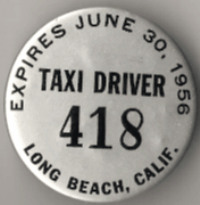 EXPIRES JUNE 30, 1956
TAXI DRIVER
418
LONG BEACH, CALIF.